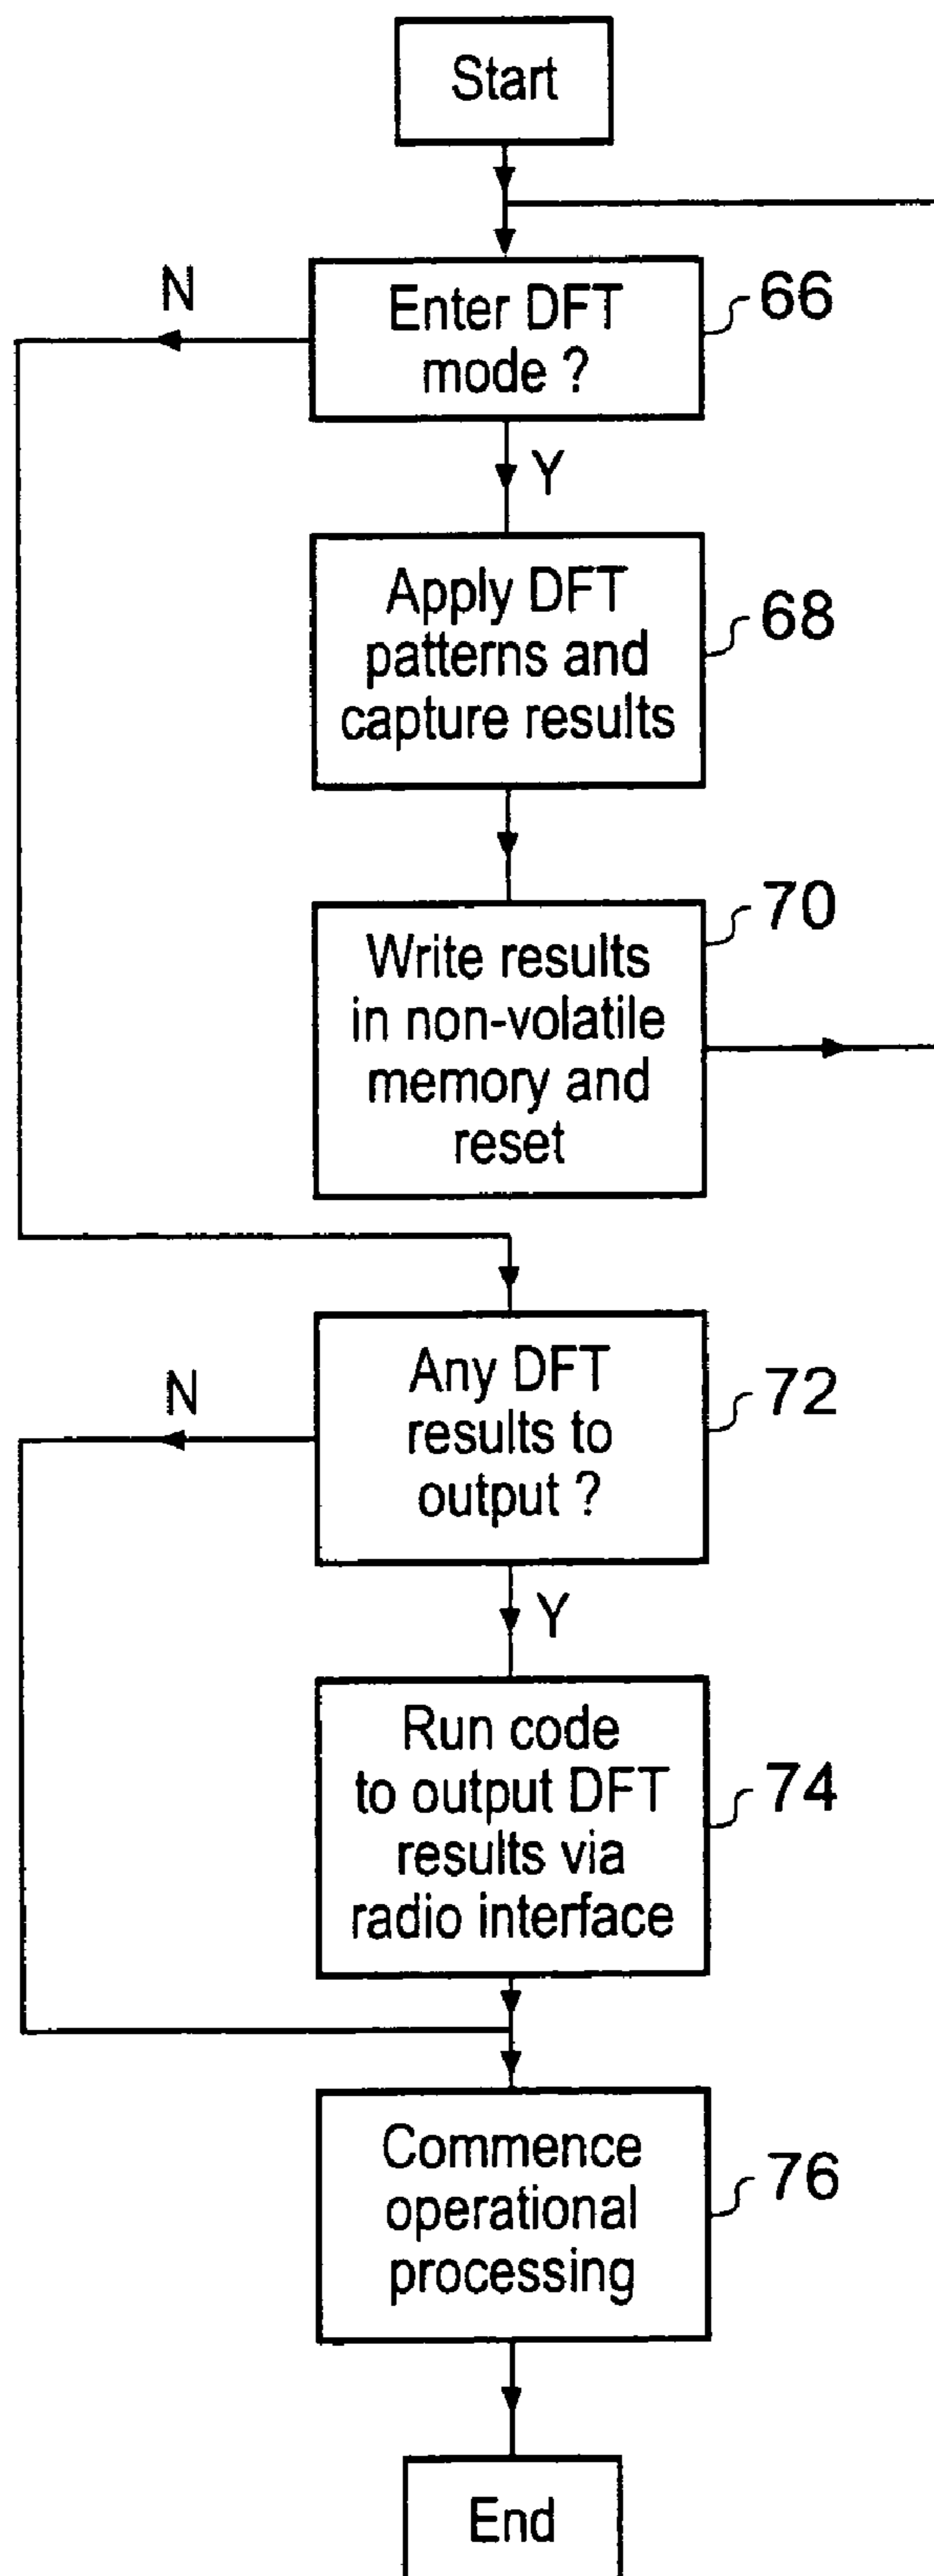 Start
N
Enter DFT
mode ?
66
Y
Apply DFT
patterns and
capture results
68
Write results
in non-volatile
memory and
reset
70
N
Any DFT
results to
output ?
72
Y
Run code
to output DFT
results via
radio interface
74
Commence
operational
processing
76
End